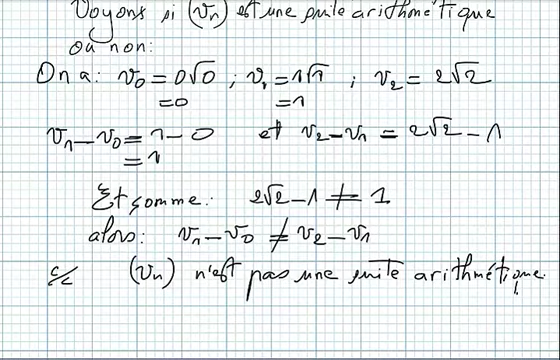 Voyons si (vn) est une suite arithmétique
ou non:
On a: v0 = 0√0 ; v1 = 1√1 ; v2 = 2√2
=0 =1
v1 - v0 = 1 - 0 et v2 - v1 = 2√2 - 1
= 1
Et somme: 2√2 - 1 ≠ 1
alors: v1 - v0 ≠ v2 - v1
c/c (vn) n'est pas une suite arithmétique.